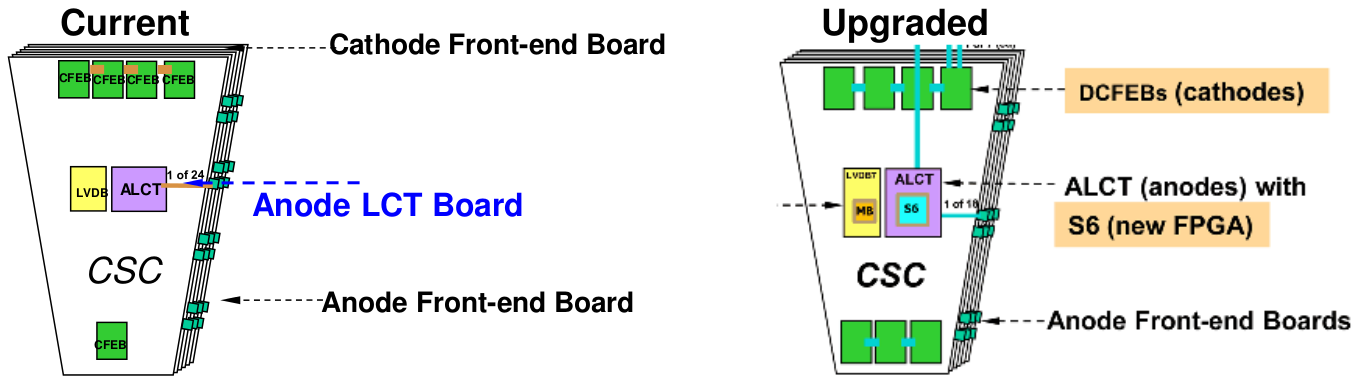 Current
Cathode Front-end Board
CFEB CFEB CFEB CFEB
LVDB
ALCT
1 of 24
Anode LCT Board
CSC
Anode Front-end Board
CFEB
Upgraded
DCFEBs (cathodes)
LVDBT
MB
ALCT
S6
1 of 18
ALCT (anodes) with
S6 (new FPGA)
CSC
Anode Front-end Boards